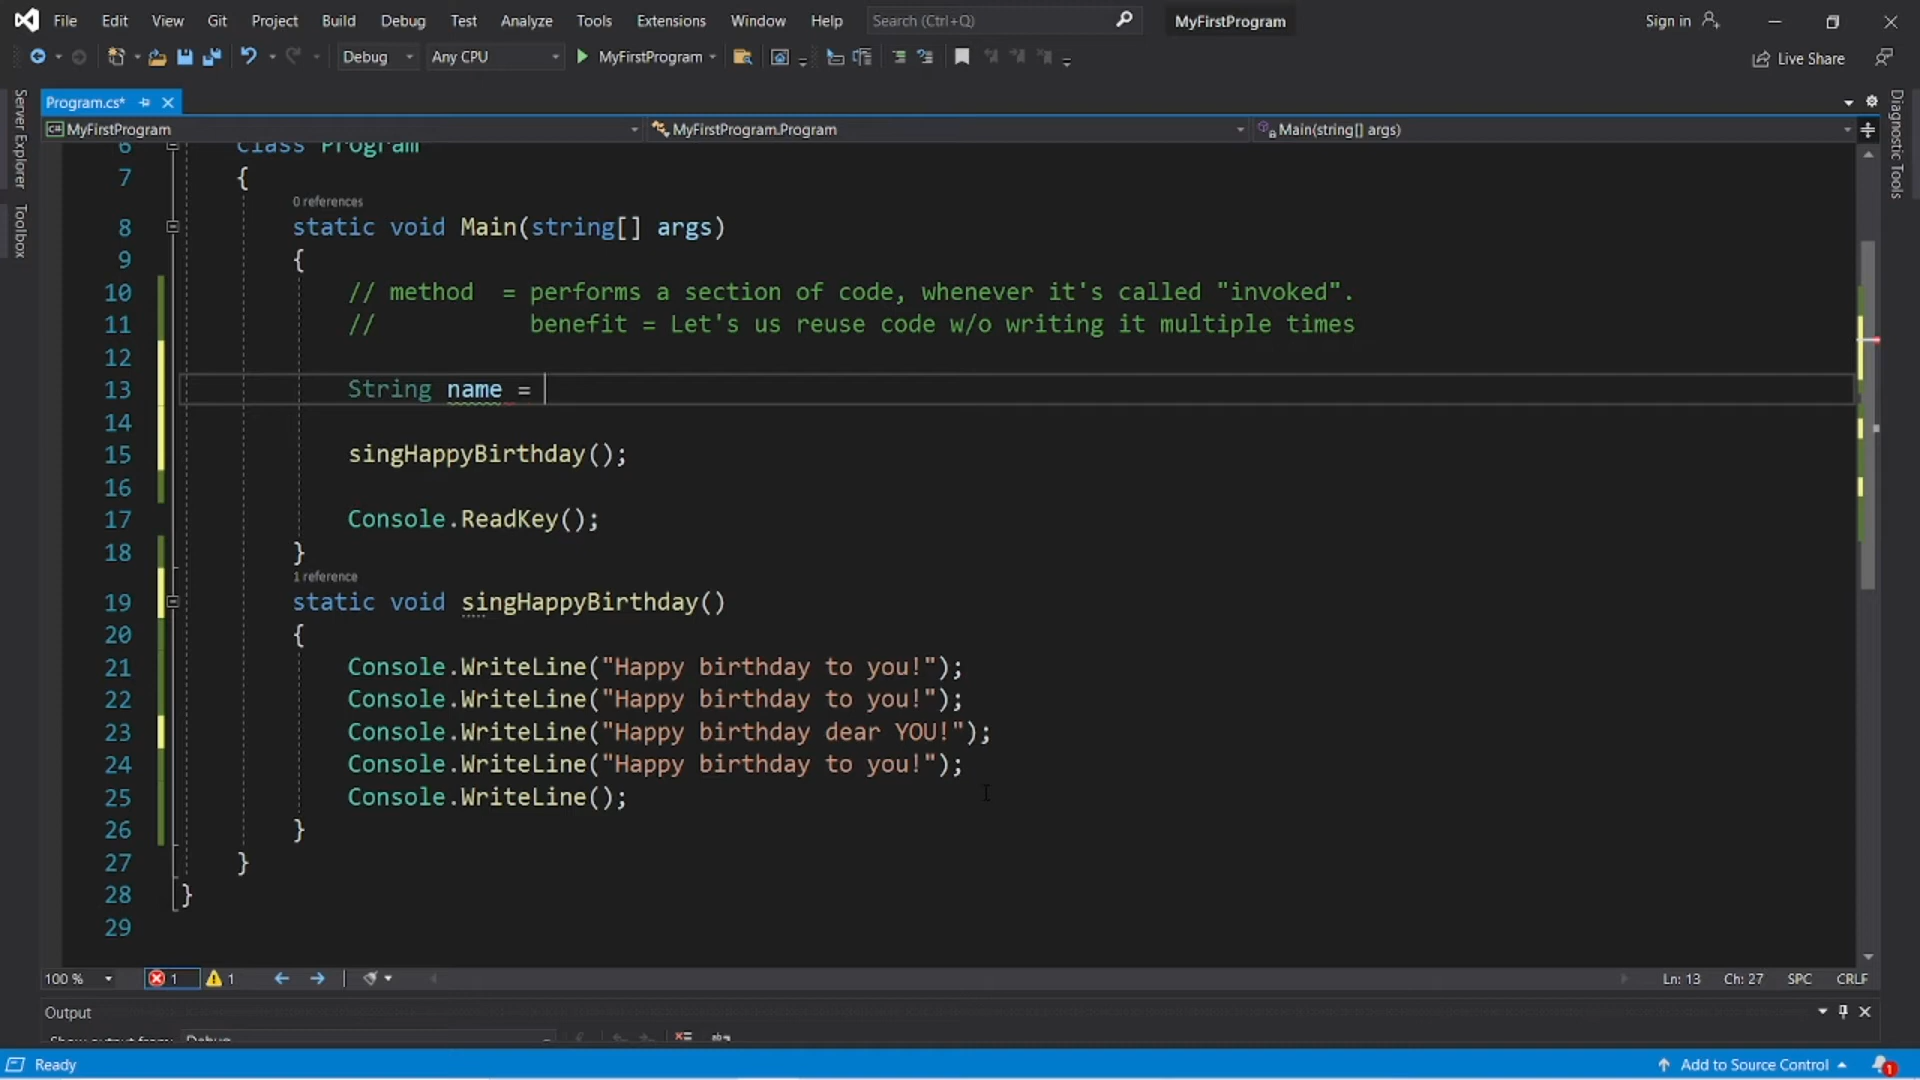 File Edit View Git Project Build Debug Test Analyze Tools Extensions Window Help Search (Ctrl+Q) MyFirstProgram Sign in
Debug Any CPU MyFirstProgram Live Share
Server Explorer
Toolbox
Diagnostic Tools
Program.cs*
C# MyFirstProgram MyFirstProgram.Program Main(string[] args)
6 class Program
7 {
0 references
8 static void Main(string[] args)
9 {
10 // method = performs a section of code, whenever it's called "invoked".
11 // benefit = Let's us reuse code w/o writing it multiple times
12
13 String name =
14
15 singHappyBirthday();
16
17 Console.ReadKey();
18 }
1 reference
19 static void singHappyBirthday()
20 {
21 Console.WriteLine("Happy birthday to you!");
22 Console.WriteLine("Happy birthday to you!");
23 Console.WriteLine("Happy birthday dear YOU!");
24 Console.WriteLine("Happy birthday to you!");
25 Console.WriteLine();
26 }
27 }
28 }
29
100 % 1 1 Ln: 13 Ch: 27 SPC CRLF
Output
Show output from: Debug
Ready Add to Source Control 1